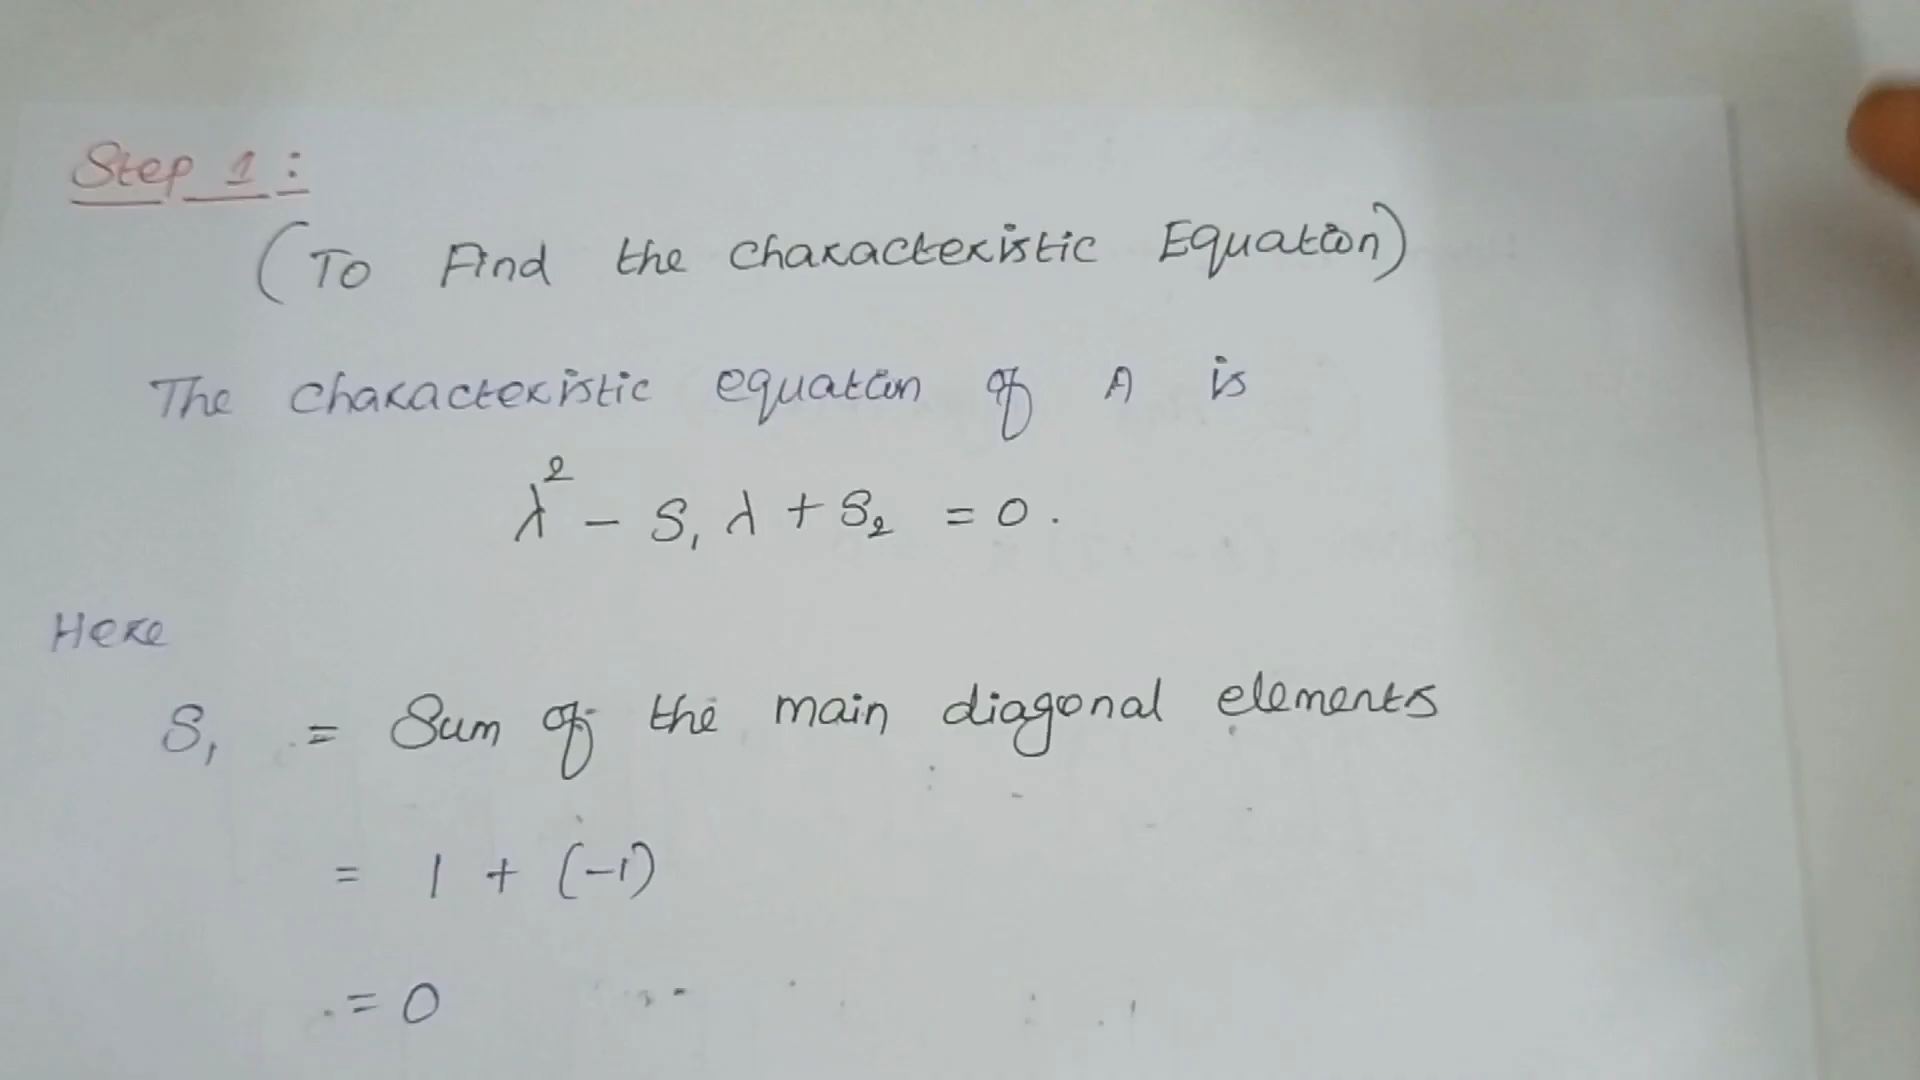 Step 1:
(To Find the Characteristic Equation)
The characteristic equation of A is
λ² - S₁ λ + S₂ = 0.
Here
S₁ = Sum of the main diagonal elements
= 1 + (-1)
= 0